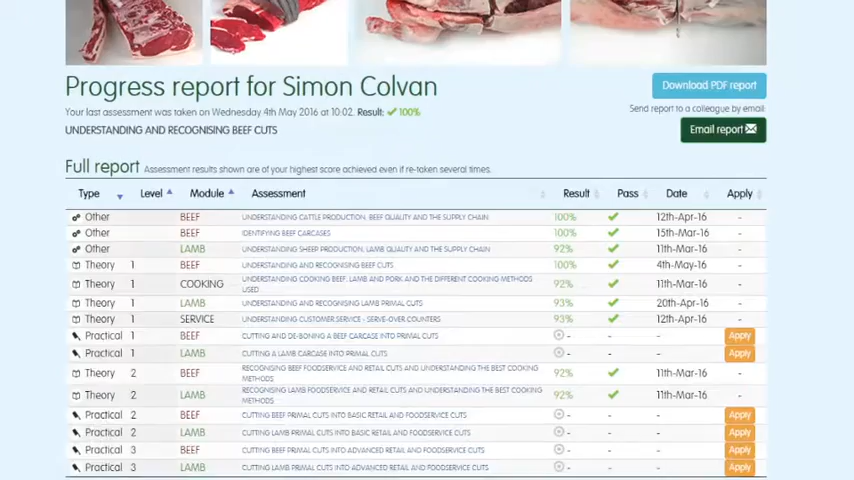 Progress report for Simon Colvan
Download PDF report
Your last assessment was taken on Wednesday 4th May 2016 at 10:02. Result: ✔ 100%
Send report to a colleague by email:
UNDERSTANDING AND RECOGNISING BEEF CUTS
Email report
Full report Assessment results shown are of your highest score achieved even if re-taken several times.
Type Level Module Assessment Result Pass Date Apply
Other BEEF UNDERSTANDING CATTLE PRODUCTION, BEEF QUALITY AND THE SUPPLY CHAIN 100% ✔ 12th-Apr-16 -
Other BEEF IDENTIFYING BEEF CARCASES 100% ✔ 15th-Mar-16 -
Other LAMB UNDERSTANDING SHEEP PRODUCTION, LAMB QUALITY AND THE SUPPLY CHAIN 92% ✔ 11th-Mar-16 -
Theory 1 BEEF UNDERSTANDING AND RECOGNISING BEEF CUTS 100% ✔ 4th-May-16 -
Theory 1 COOKING UNDERSTANDING COOKING BEEF, LAMB AND PORK AND THE DIFFERENT COOKING METHODS 92% ✔ 11th-Mar-16 -
USED
Theory 1 LAMB UNDERSTANDING AND RECOGNISING LAMB PRIMAL CUTS 93% ✔ 20th-Apr-16 -
Theory 1 SERVICE UNDERSTANDING CUSTOMER SERVICE - SERVE-OVER COUNTERS 93% ✔ 12th-Apr-16 -
Practical 1 BEEF CUTTING AND DE-BONING A BEEF CARCASE INTO PRIMAL CUTS - - - Apply
Practical 1 LAMB CUTTING A LAMB CARCASE INTO PRIMAL CUTS - - - Apply
Theory 2 BEEF RECOGNISING BEEF FOODSERVICE AND RETAIL CUTS AND UNDERSTANDING THE BEST COOKING 92% ✔ 11th-Mar-16 -
METHODS
Theory 2 LAMB RECOGNISING LAMB FOODSERVICE AND RETAIL CUTS AND UNDERSTANDING THE BEST COOKING 92% ✔ 11th-Mar-16 -
METHODS
Practical 2 BEEF CUTTING BEEF PRIMAL CUTS INTO BASIC RETAIL AND FOODSERVICE CUTS - - - Apply
Practical 2 LAMB CUTTING LAMB PRIMAL CUTS INTO BASIC RETAIL AND FOODSERVICE CUTS - - - Apply
Practical 3 BEEF CUTTING BEEF PRIMAL CUTS INTO ADVANCED RETAIL AND FOODSERVICE CUTS - - - Apply
Practical 3 LAMB CUTTING LAMB PRIMAL CUTS INTO ADVANCED RETAIL AND FOODSERVICE CUTS - - - Apply